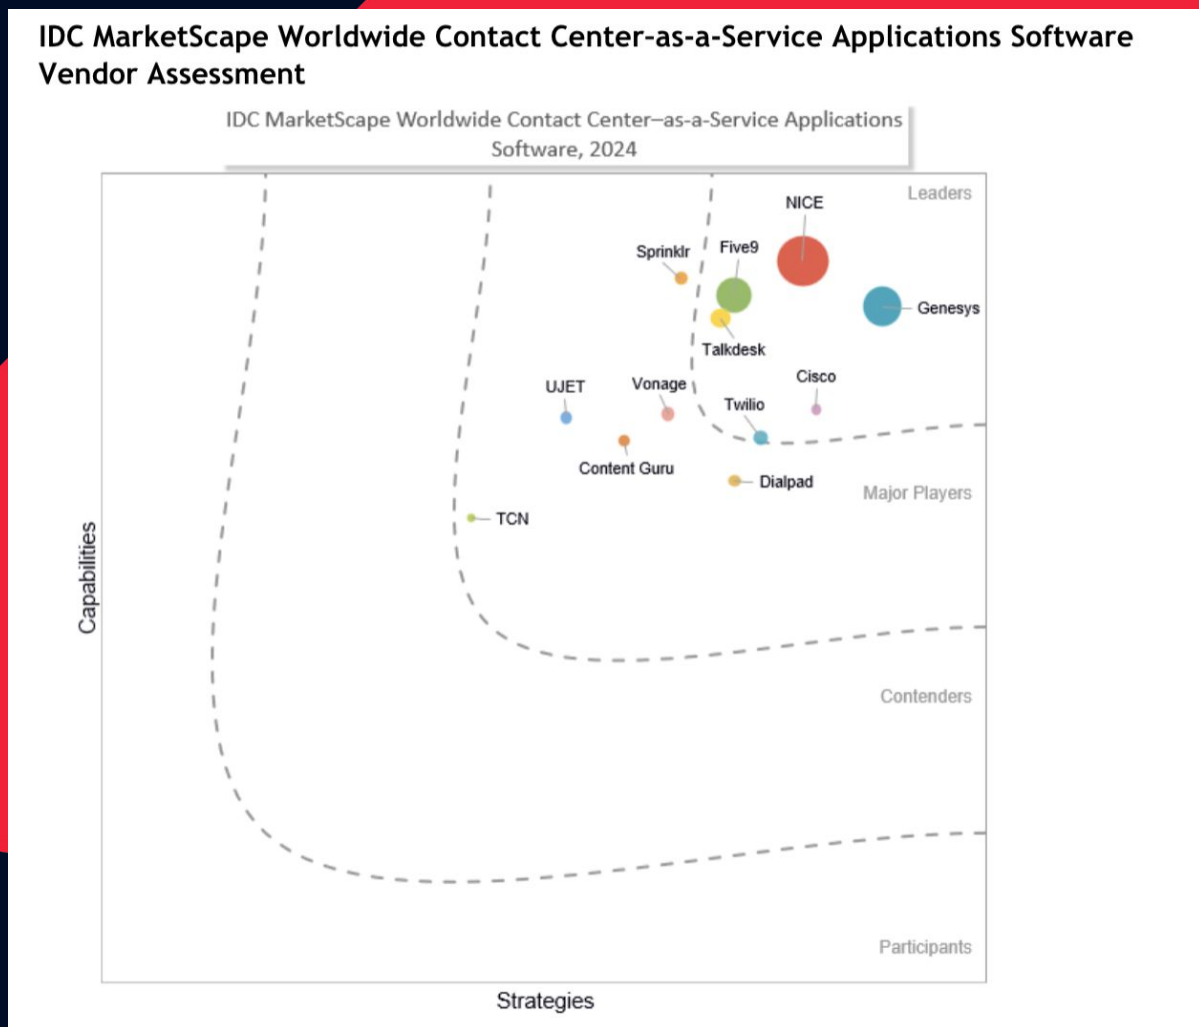 IDC MarketScape Worldwide Contact Center-as-a-Service Applications Software
Vendor Assessment
IDC MarketScape Worldwide Contact Center–as-a-Service Applications
Software, 2024
Leaders
NICE
Sprinklr
Five9
Genesys
Talkdesk
Cisco
UJET
Vonage
Twilio
Content Guru
Dialpad
Major Players
TCN
Capabilities
Contenders
Participants
Strategies